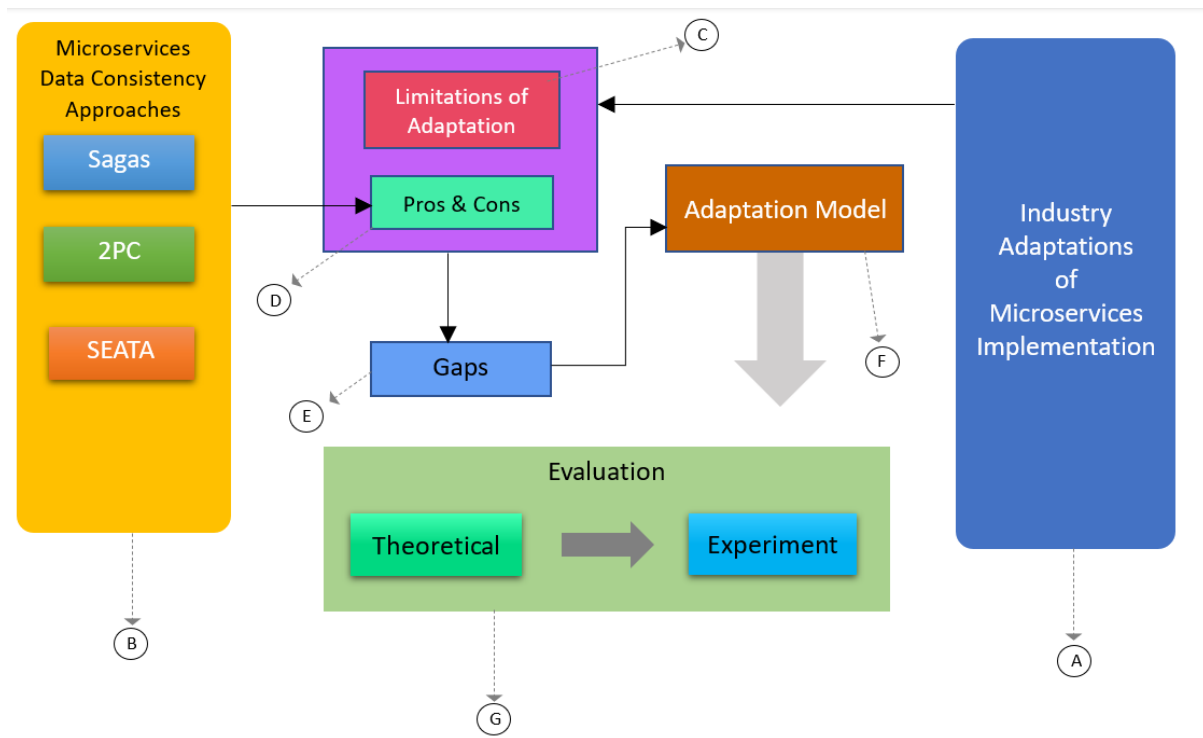 Microservices
Data Consistency
Approaches
Sagas
2PC
SEATA
B
Limitations of
Adaptation
C
Pros & Cons
D
Gaps
E
Adaptation Model
F
Industry
Adaptations
of
Microservices
Implementation
A
Evaluation
Theoretical
Experiment
G